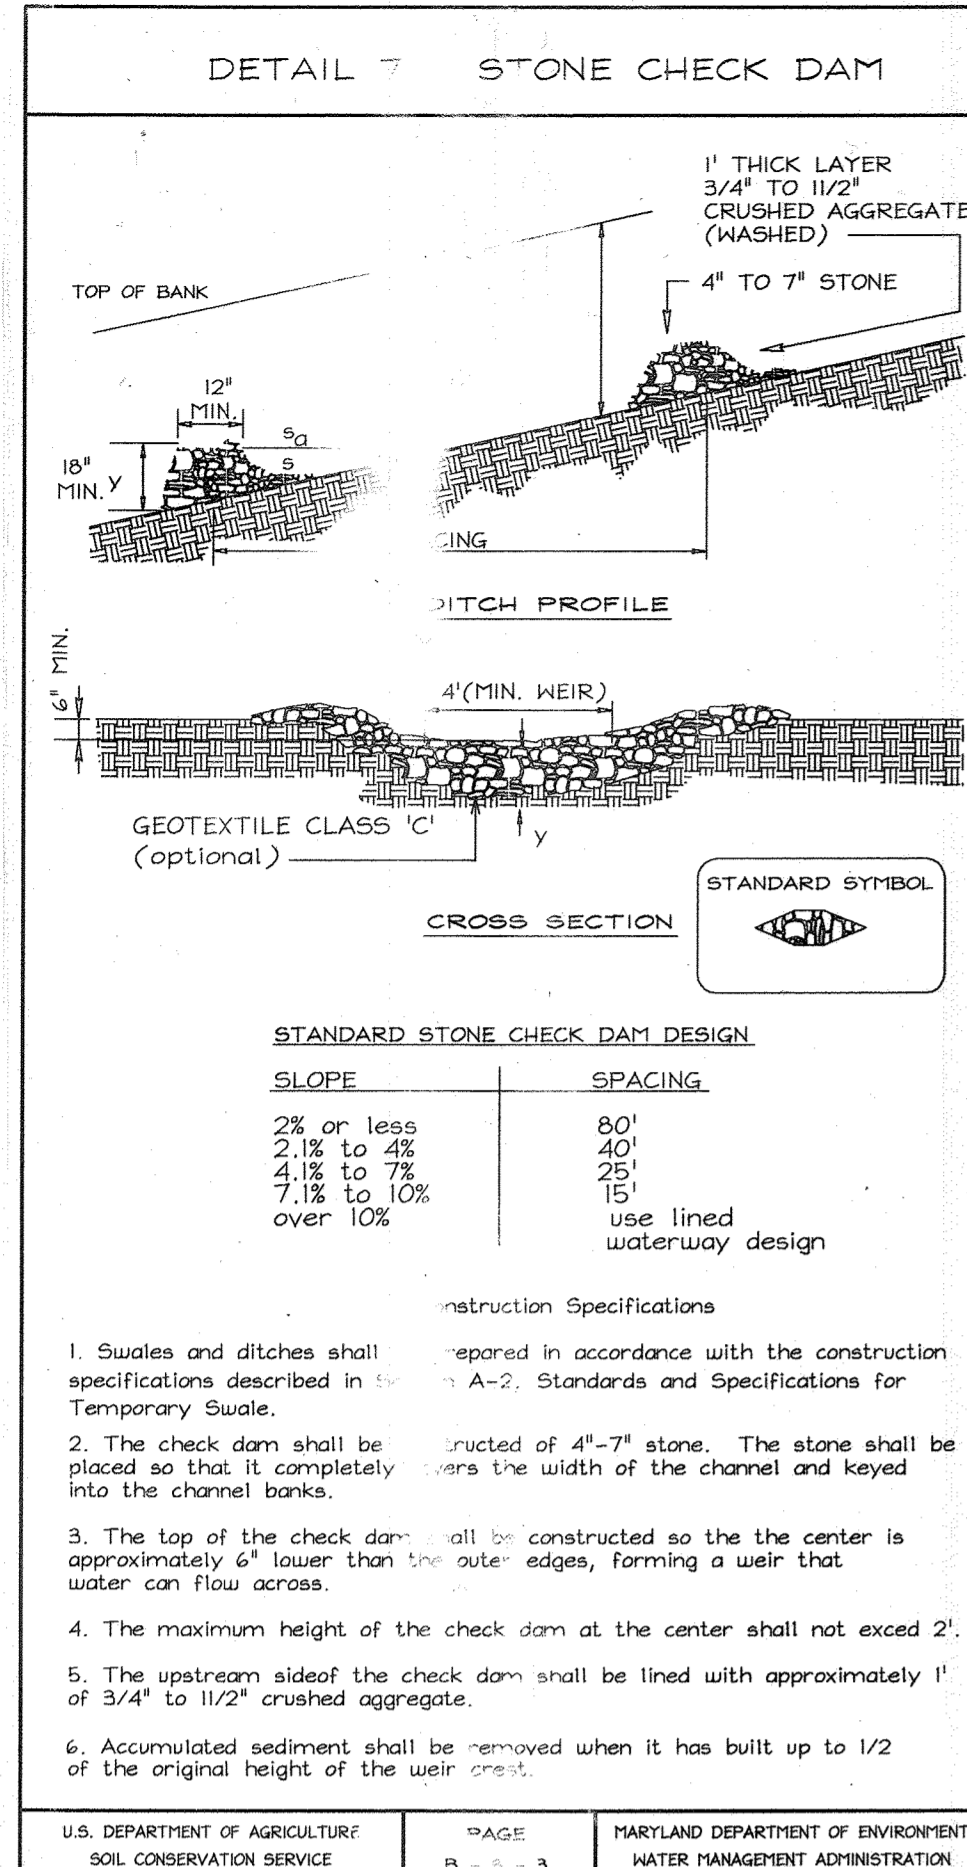 DETAIL 7 STONE CHECK DAM
1' THICK LAYER
3/4" TO 11/2"
CRUSHED AGGREGATE
(WASHED)
4" TO 7" STONE
TOP OF BANK
12"
MIN.
18"
MIN. y
DITCH PROFILE
6" MIN.
4'(MIN. WEIR)
GEOTEXTILE CLASS 'C'
(optional)
y
STANDARD SYMBOL
CROSS SECTION
STANDARD STONE CHECK DAM DESIGN
SLOPE SPACING
2% or less 80'
2.1% to 4% 40'
4.1% to 7% 25'
7.1% to 10% 15'
over 10% use lined
waterway design
onstruction Specifications
1. Swales and ditches shall repared in accordance with the construction
specifications described in A-2, Standards and Specifications for
Temporary Swale.
2. The check dam shall be tructed of 4"-7" stone. The stone shall be
placed so that it completely vers the width of the channel and keyed
into the channel banks.
3. The top of the check dam shall be constructed so the the center is
approximately 6" lower than the outer edges, forming a weir that
water can flow across.
4. The maximum height of the check dam at the center shall not exced 2'.
5. The upstream sideof the check dam shall be lined with approximately 1'
of 3/4" to 11/2" crushed aggregate.
6. Accumulated sediment shall be removed when it has built up to 1/2
of the original height of the weir crest.
U.S. DEPARTMENT OF AGRICULTURE PAGE MARYLAND DEPARTMENT OF ENVIRONMENT
SOIL CONSERVATION SERVICE WATER MANAGEMENT ADMINISTRATION